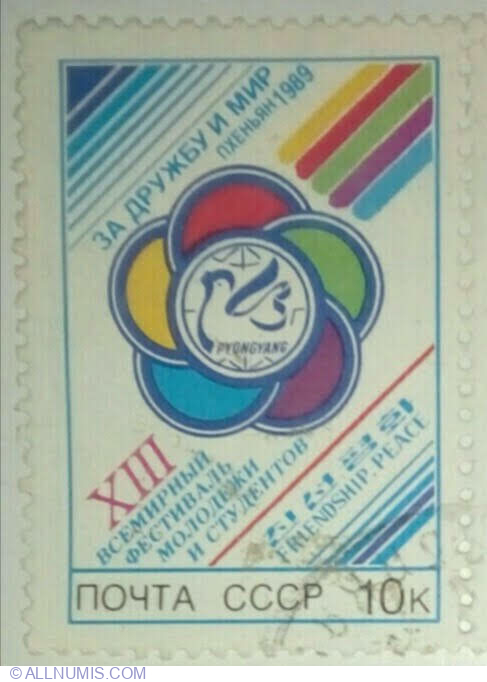 ЗА ДРУЖБУ И МИР
ПХЕНЬЯН 1989
PYONGYANG
XIII
ВСЕМИРНЫЙ
ФЕСТИВАЛЬ
МОЛОДЕЖИ
И СТУДЕНТОВ
FRIENDSHIP. PEACE
ПОЧТА СССР 10к
© ALLNUMIS.COM